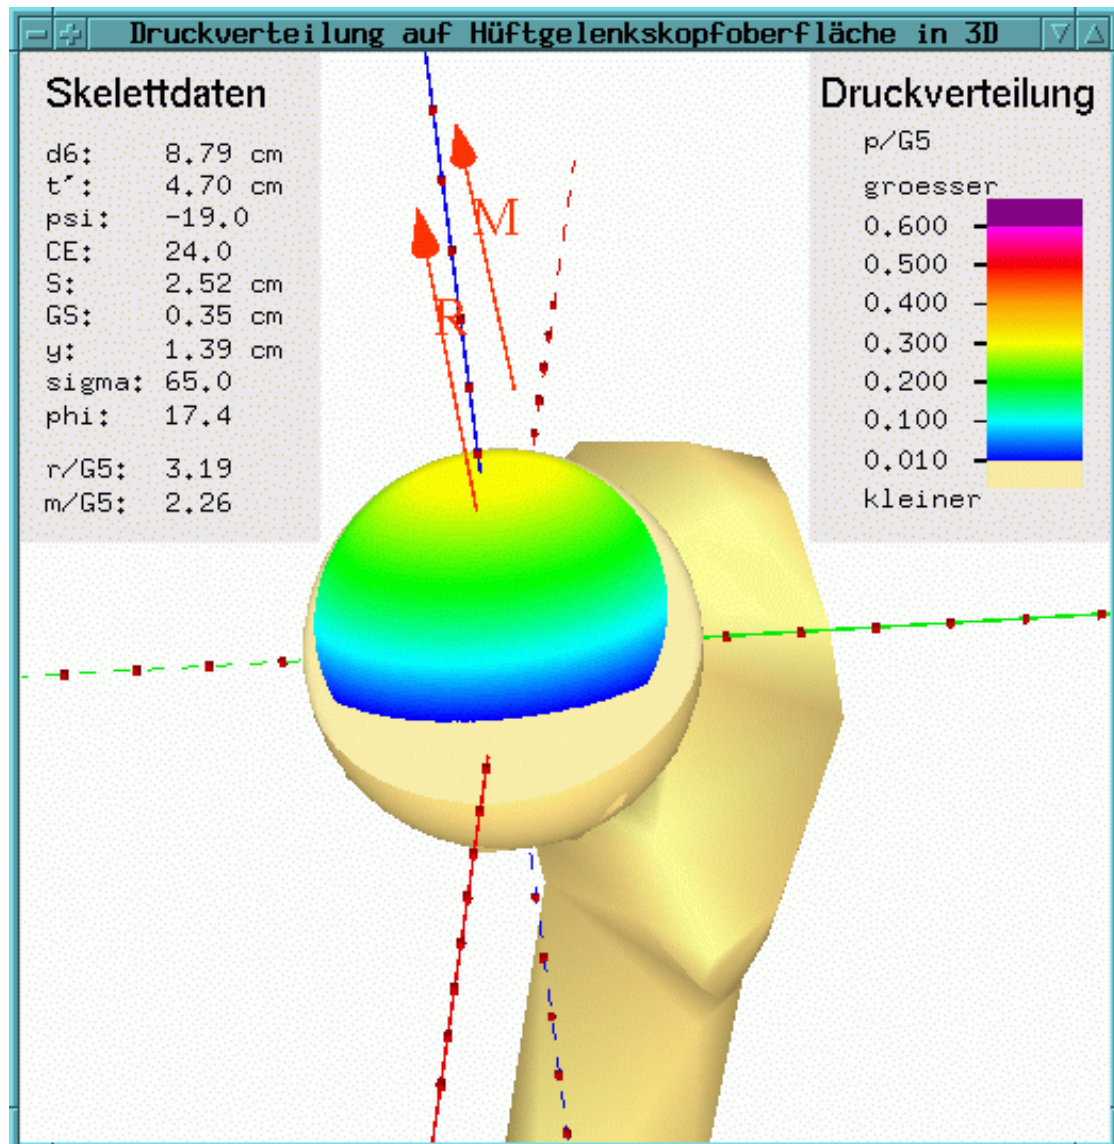 Druckverteilung auf Hüftgelenkskopfoberfläche in 3D
Skelettdaten
d6: 8.79 cm
t´: 4.70 cm
psi: -19.0
CE: 24.0
S: 2.52 cm
GS: 0.35 cm
y: 1.39 cm
sigma: 65.0
phi: 17.4
r/G5: 3.19
m/G5: 2.26
M
R
Druckverteilung
p/G5
groesser
0.600
0.500
0.400
0.300
0.200
0.100
0.010
kleiner